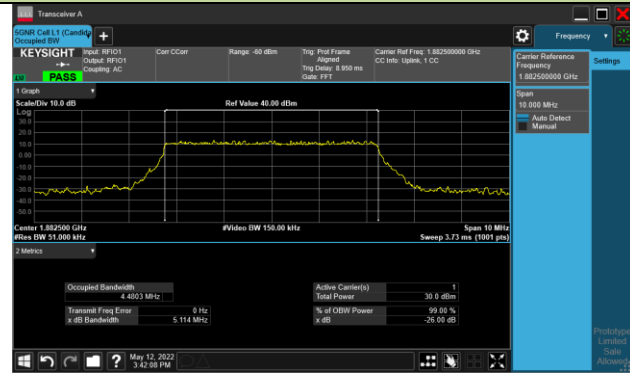 Transceiver A
5GNR Cell L1 (Candida
Occupied BW
KEYSIGHT
PASS
Input: RFIO1
Output: RFIO1
Coupling: AC
Corr CCorr
Range: -60 dBm
Trig: Prst Frame
Aligned
Trig Delay: 8.950 ms
Gate: FFT
Carrier Ref Freq: 1.882500000 GHz
CC Info: Uplink, 1 CC
1 Graph
Scale/Div 10.0 dB
Ref Value 40.00 dBm
Log
30.0
20.0
10.0
0.00
-10.0
-20.0
-30.0
-40.0
-50.0
Center 1.882500 GHz
#Res BW 51.000 kHz
#Video BW 150.00 kHz
Span 10 MHz
Sweep 3.73 ms (1001 pts)
2 Metrics
Occupied Bandwidth
4.4803 MHz
Transmit Freq Error 0 Hz
x dB Bandwidth 5.114 MHz
Active Carrier(s) 1
Total Power 30.0 dBm
% of OBW Power 99.00 %
x dB -26.00 dB
Frequency
Settings
Carrier Reference
Frequency
1.882500000 GHz
Span
10.000 MHz
Auto Detect
Manual
Prototype
Limited
Sale
Allowed
May 12, 2022
3:42:08 PM